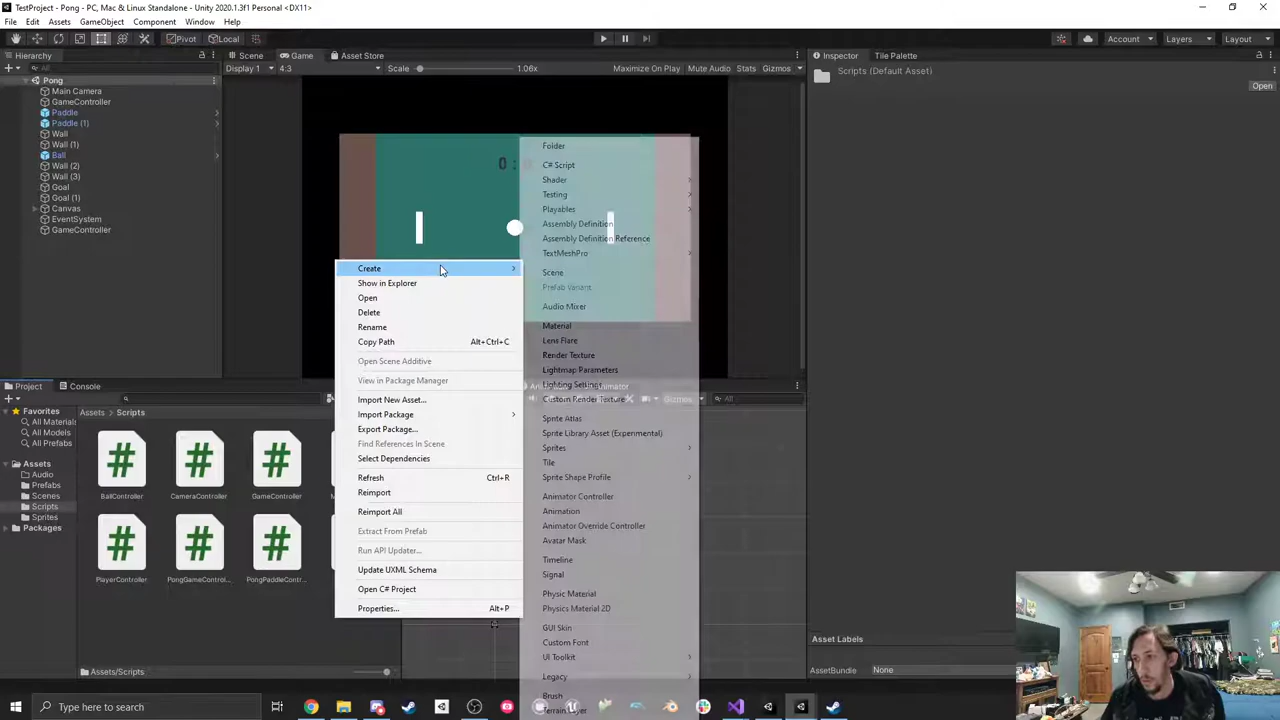 TestProject - Pong - PC, Mac & Linux Standalone - Unity 2020.1.3f1 Personal <DX11>
File Edit Assets GameObject Component Window Help
Pivot Local Account Layers Layout
Hierarchy
All
Pong
Main Camera
GameController
Paddle
Paddle (1)
Wall
Wall (1)
Ball
Wall (2)
Wall (3)
Goal
Goal (1)
Canvas
EventSystem
GameController
Scene Game Asset Store
Display 1 4:3 Scale 1.06x Maximize On Play Mute Audio Stats Gizmos
0 :
Create
Show in Explorer
Open
Delete
Rename
Copy Path Alt+Ctrl+C
Open Scene Additive
View in Package Manager
Import New Asset...
Import Package
Export Package...
Find References In Scene
Select Dependencies
Refresh Ctrl+R
Reimport
Reimport All
Extract From Prefab
Run API Updater...
Update UXML Schema
Open C# Project
Properties... Alt+P
Folder
C# Script
Shader
Testing
Playables
Assembly Definition
Assembly Definition Reference
TextMeshPro
Scene
Prefab Variant
Audio Mixer
Material
Lens Flare
Render Texture
Lightmap Parameters
Lighting Settings
Custom Render Texture
Sprite Atlas
Sprite Library Asset (Experimental)
Sprites
Tile
Sprite Shape Profile
Animator Controller
Animation
Animator Override Controller
Avatar Mask
Timeline
Signal
Physic Material
Physics Material 2D
GUI Skin
Custom Font
UI Toolkit
Legacy
Brush
Terrain Layer
Animator
Gizmos All
Inspector Tile Palette
Scripts (Default Asset)
Open
Asset Labels
AssetBundle None
Project Console
Favorites
All Materials
All Models
All Prefabs
Assets
Audio
Prefabs
Scenes
Scripts
Sprites
Packages
Assets Scripts
BallController CameraController GameController
PlayerController PongGameControl... PongPaddleContr...
Assets/Scripts
Type here to search